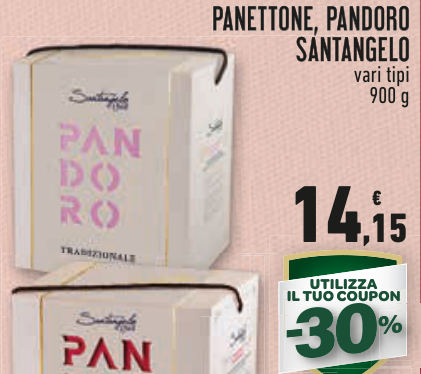 PANETTONE, PANDORO
SANTANGELO
vari tipi
900 g
Santangelo
PAN
DO
RO
TRADIZIONALE
€
14,15
UTILIZZA
IL TUO COUPON
-30%
Santangelo
PAN